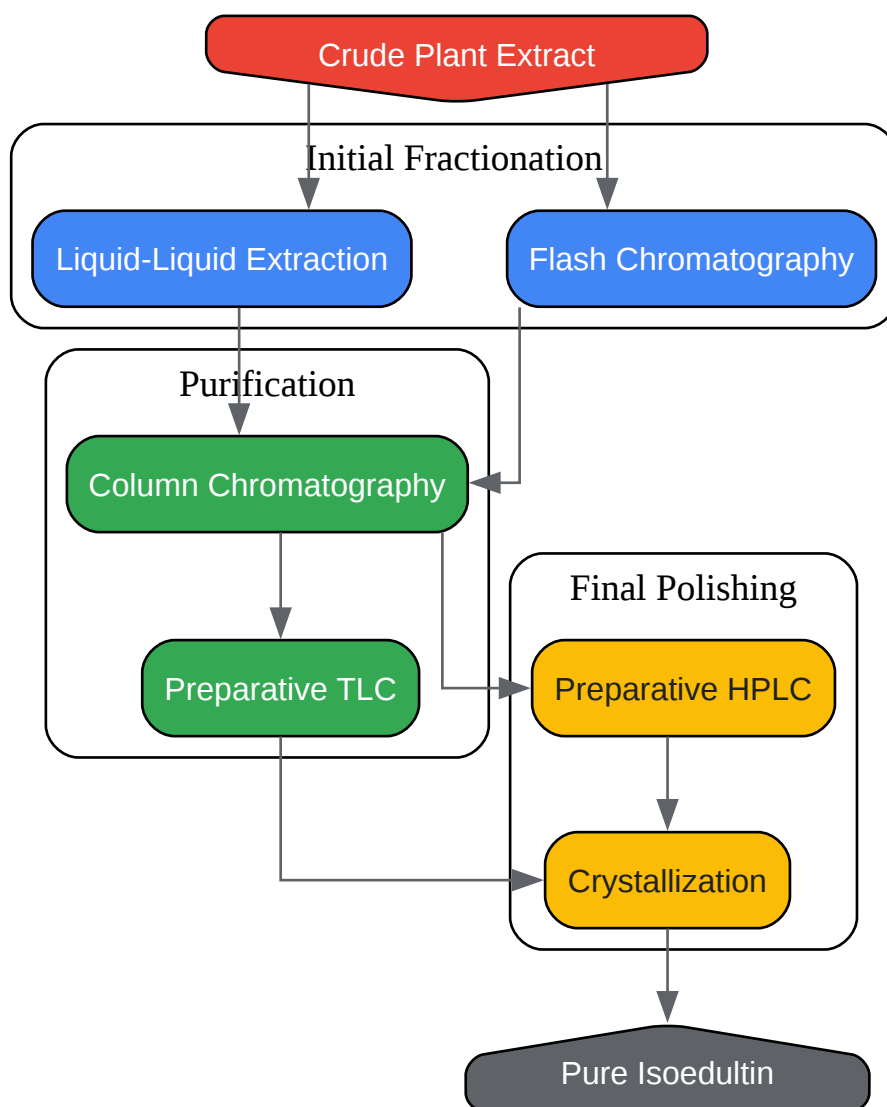 Crude Plant Extract
Initial Fractionation
Liquid-Liquid Extraction
Flash Chromatography
Purification
Column Chromatography
Final Polishing
Preparative TLC
Preparative HPLC
Crystallization
Pure Isoedultin